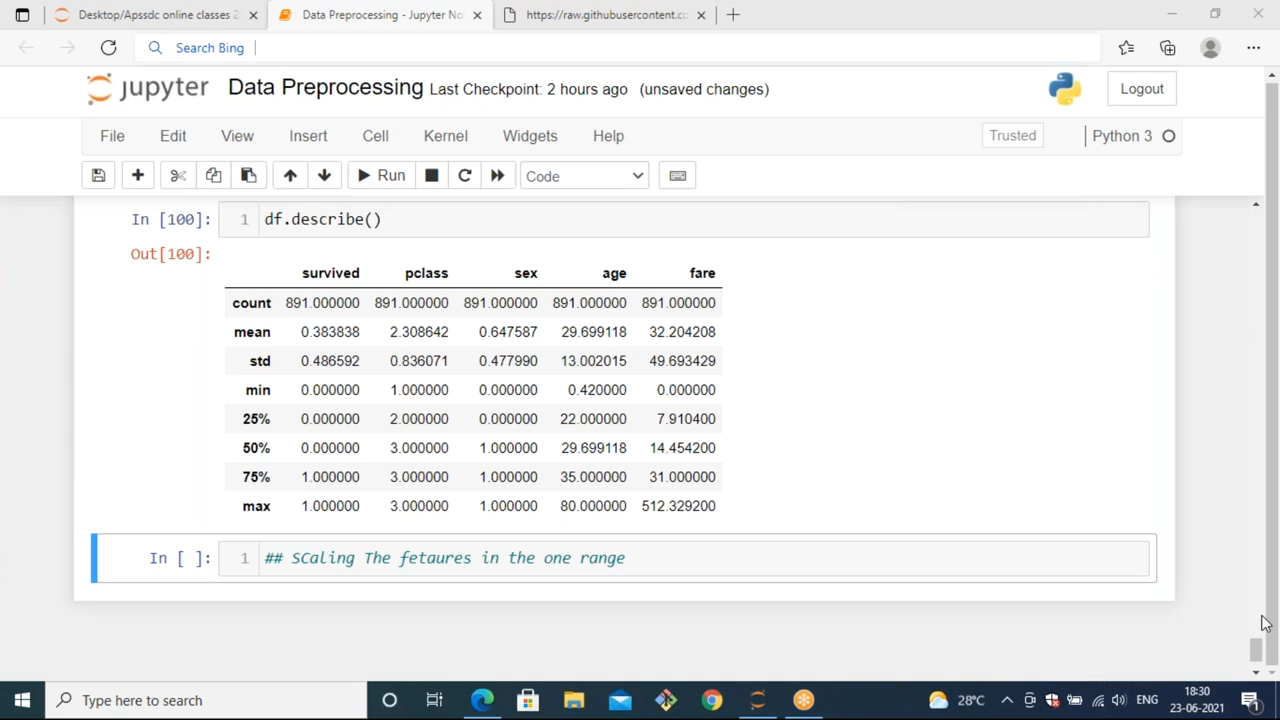 Desktop/Apssdc online classes 2
Data Preprocessing - Jupyter No
https://raw.githubusercontent.co
Search Bing
jupyter Data Preprocessing Last Checkpoint: 2 hours ago (unsaved changes)
Logout
File Edit View Insert Cell Kernel Widgets Help
Trusted
Python 3
Run
Code
In [100]: 1 df.describe()
Out[100]:
survived pclass sex age fare
count 891.000000 891.000000 891.000000 891.000000 891.000000
mean 0.383838 2.308642 0.647587 29.699118 32.204208
std 0.486592 0.836071 0.477990 13.002015 49.693429
min 0.000000 1.000000 0.000000 0.420000 0.000000
25% 0.000000 2.000000 0.000000 22.000000 7.910400
50% 0.000000 3.000000 1.000000 29.699118 14.454200
75% 1.000000 3.000000 1.000000 35.000000 31.000000
max 1.000000 3.000000 1.000000 80.000000 512.329200
In [ ]: 1 ## SCaling The fetaures in the one range
Type here to search
28°C
ENG
18:30
23-06-2021
1